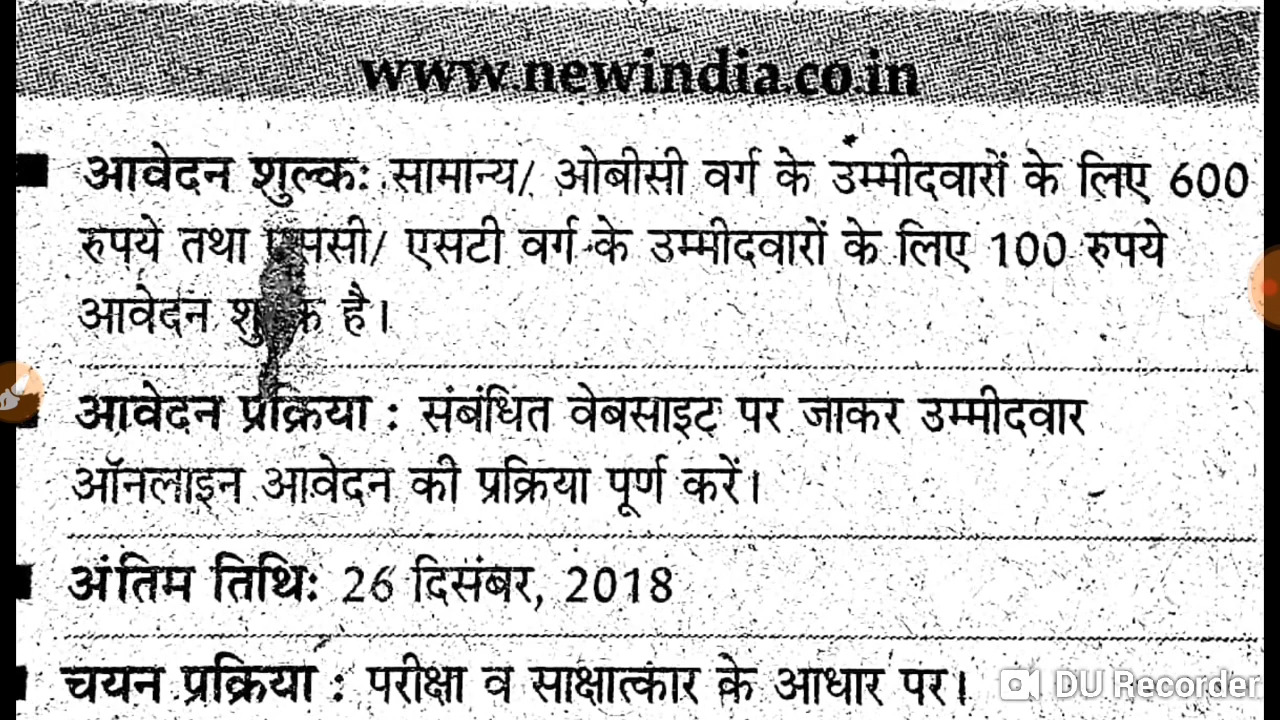 www.newindia.co.in
आवेदन शुल्क: सामान्य/ ओबीसी वर्ग के उम्मीदवारों के लिए 600
रुपये तथा एससी/ एसटी वर्ग के उम्मीदवारों के लिए 100 रुपये
आवेदन शुल्क है।
आवेदन प्रक्रिया : संबंधित वेबसाइट पर जाकर उम्मीदवार
ऑनलाइन आवेदन की प्रक्रिया पूर्ण करें।
अंतिम तिथि: 26 दिसंबर, 2018
चयन प्रक्रिया : परीक्षा व साक्षात्कार के आधार पर।
DU Recorder